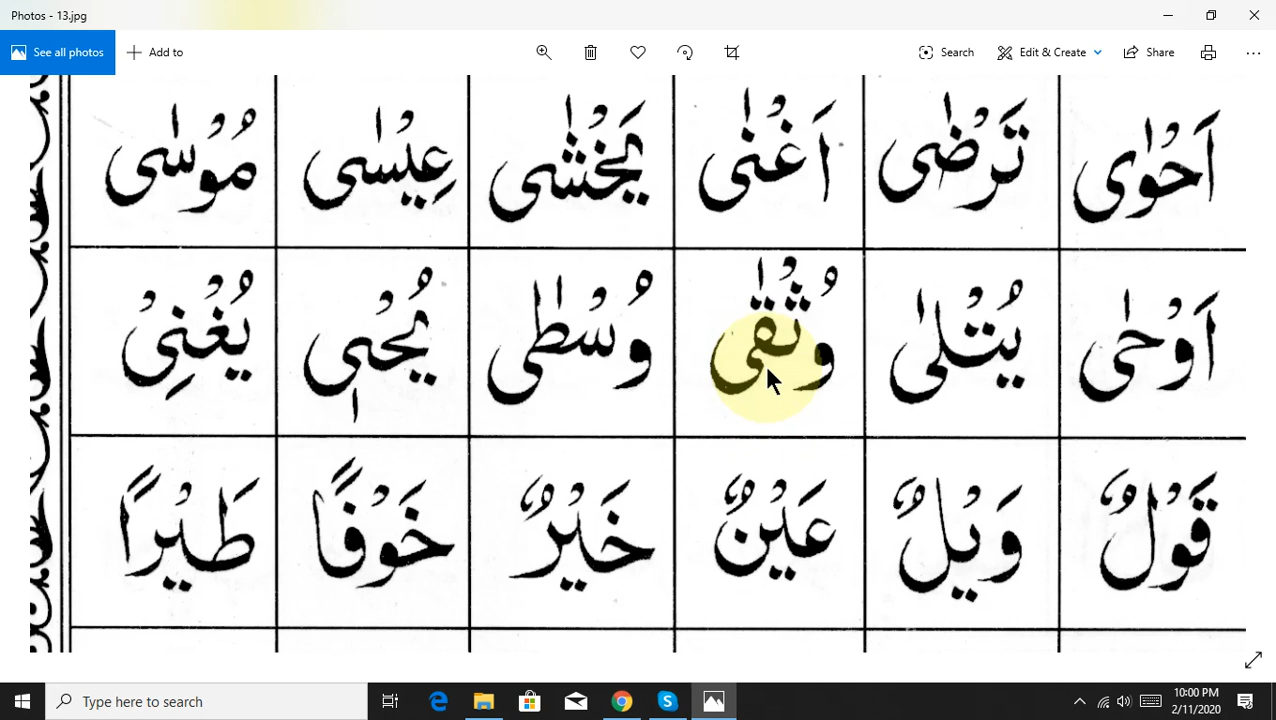 Photos - 13.jpg
See all photos
Add to
Search
Edit & Create
Share
اَحْوٰى تَرْضٰى اَغْنٰى يَخْشٰى عِيْسٰى مُوْسٰى
اَوْحٰى يُتْلٰى وُثْقٰى وُسْطٰى يُحْيٖ يُغْنِىْ
قَوْلٌ وَيْلٌ عَيْنٌ خَيْرٌ خَوْفًا طَيْرًا
Type here to search
10:00 PM
2/11/2020